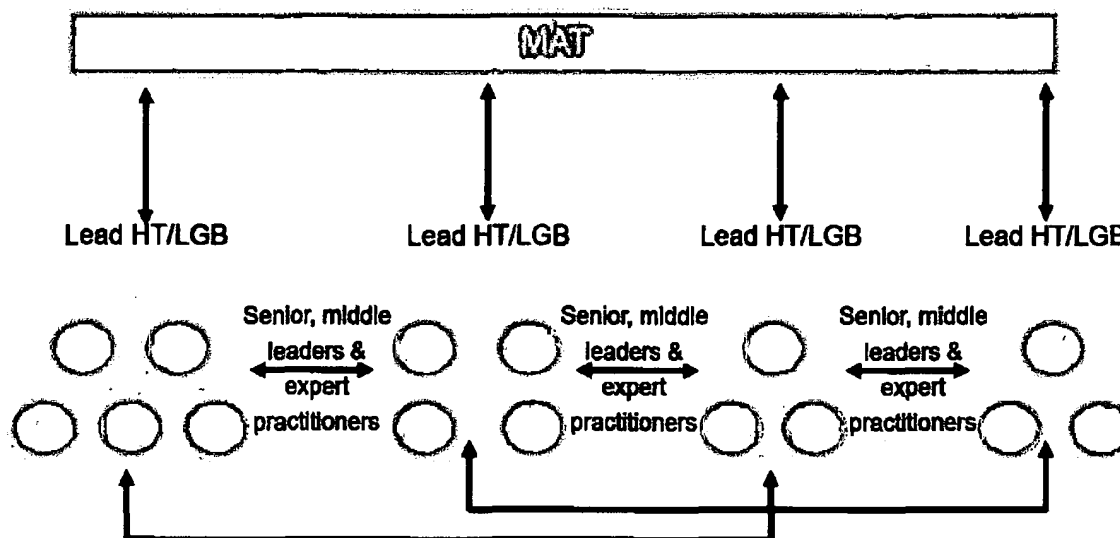 MAT
Lead HT/LGB
Lead HT/LGB
Lead HT/LGB
Lead HT/LGB
Senior, middle
leaders &
expert
practitioners
Senior, middle
leaders &
expert
practitioners
Senior, middle
leaders &
expert
practitioners